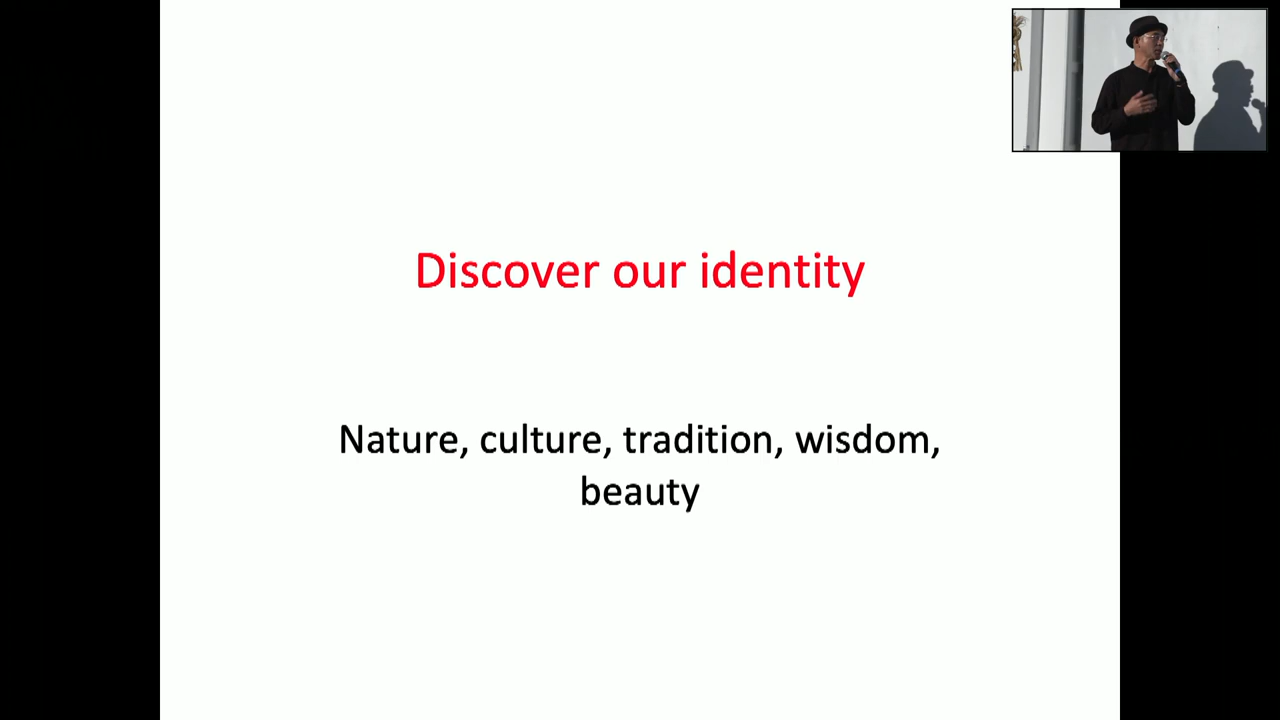 Discover our identity
Nature, culture, tradition, wisdom,
beauty